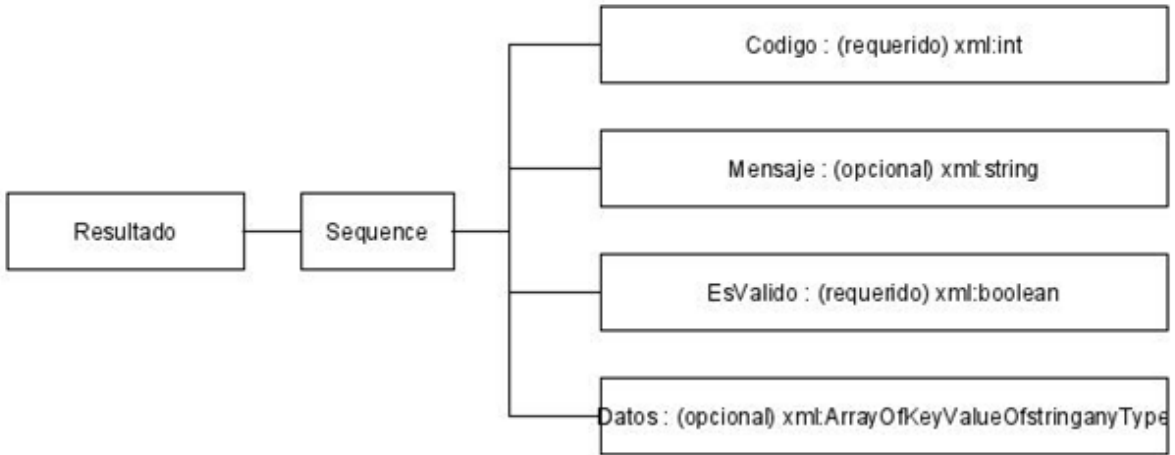 Codigo : (requerido) xml:int
Mensaje : (opcional) xml:string
Resultado
Sequence
EsValido : (requerido) xml:boolean
Datos : (opcional) xml:ArrayOfKeyValueOfstringanyType